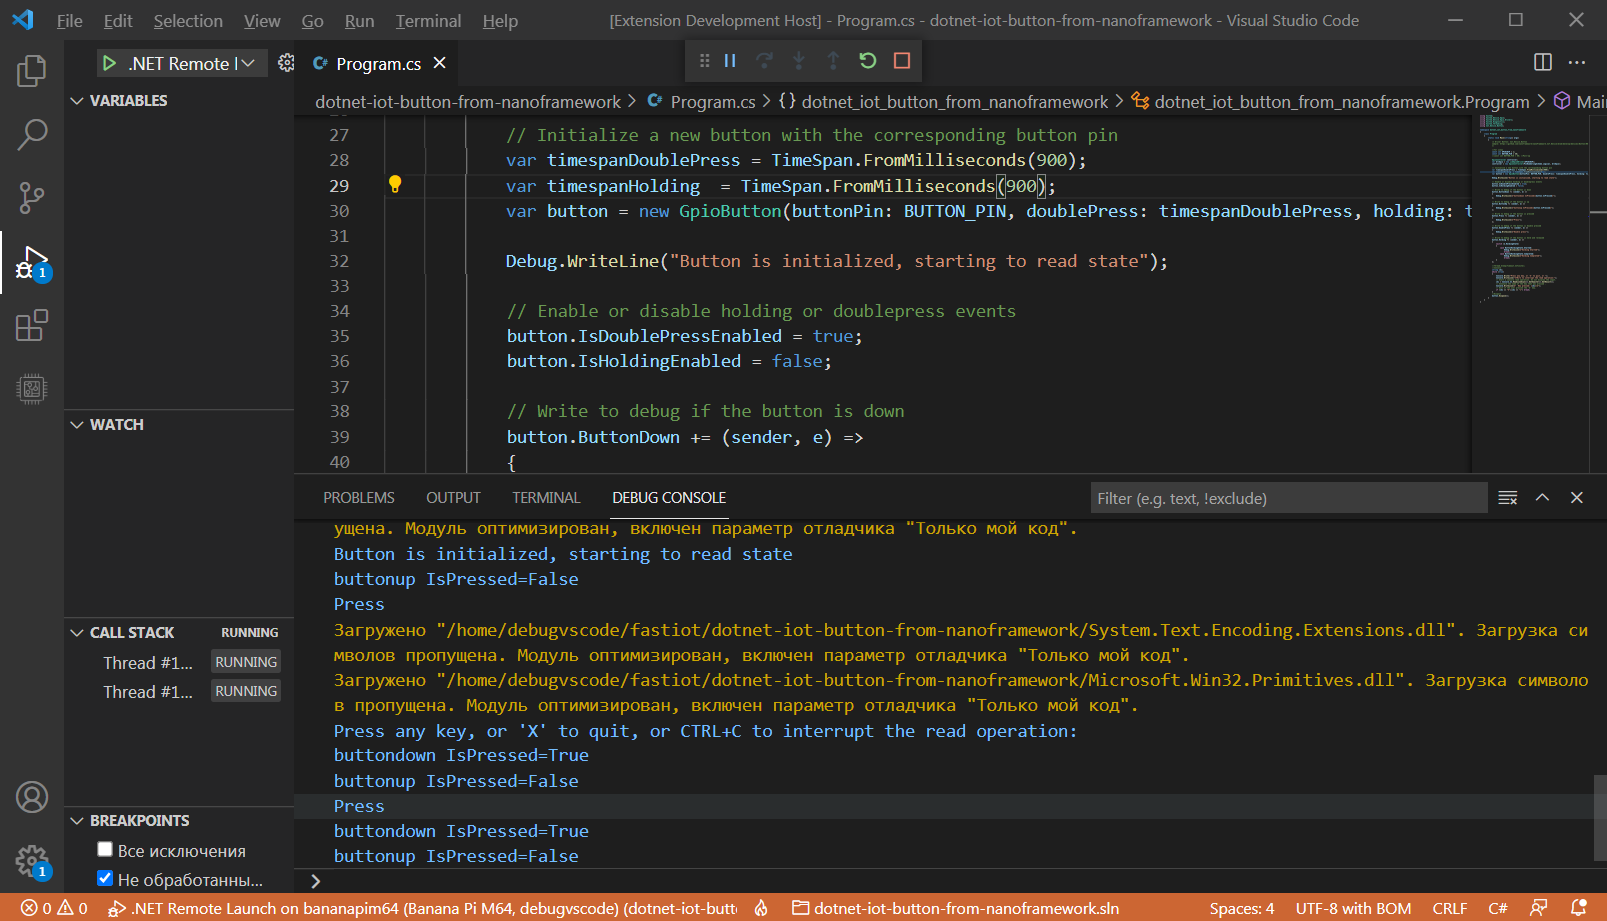 File Edit Selection View Go Run Terminal Help [Extension Development Host] - Program.cs - dotnet-iot-button-from-nanoframework - Visual Studio Code
.NET Remote Program.cs
VARIABLES
dotnet-iot-button-from-nanoframework > Program.cs > {} dotnet_iot_button_from_nanoframework > dotnet_iot_button_from_nanoframework.Program > Mai
27 // Initialize a new button with the corresponding button pin
28 var timespanDoublePress = TimeSpan.FromMilliseconds(900);
29 var timespanHolding  = TimeSpan.FromMilliseconds(900);
30 var button = new GpioButton(buttonPin: BUTTON_PIN, doublePress: timespanDoublePress, holding: t
31
32 Debug.WriteLine("Button is initialized, starting to read state");
33
34 // Enable or disable holding or doublepress events
35 button.IsDoublePressEnabled = true;
36 button.IsHoldingEnabled = false;
37
38 // Write to debug if the button is down
39 button.ButtonDown += (sender, e) =>
40 {
WATCH
CALL STACK RUNNING
Thread #1... RUNNING
Thread #1... RUNNING
BREAKPOINTS
Все исключения
Не обработанны...
PROBLEMS OUTPUT TERMINAL DEBUG CONSOLE Filter (e.g. text, !exclude)
ущена. Модуль оптимизирован, включен параметр отладчика "Только мой код".
Button is initialized, starting to read state
buttonup IsPressed=False
Press
Загружено "/home/debugvscode/fastiot/dotnet-iot-button-from-nanoframework/System.Text.Encoding.Extensions.dll". Загрузка си
мволов пропущена. Модуль оптимизирован, включен параметр отладчика "Только мой код".
Загружено "/home/debugvscode/fastiot/dotnet-iot-button-from-nanoframework/Microsoft.Win32.Primitives.dll". Загрузка символо
в пропущена. Модуль оптимизирован, включен параметр отладчика "Только мой код".
Press any key, or 'X' to quit, or CTRL+C to interrupt the read operation:
buttondown IsPressed=True
buttonup IsPressed=False
Press
buttondown IsPressed=True
buttonup IsPressed=False
>
1
1
0 0 .NET Remote Launch on bananapim64 (Banana Pi M64, debugvscode) (dotnet-iot-butt dotnet-iot-button-from-nanoframework.sln Spaces: 4 UTF-8 with BOM CRLF C#